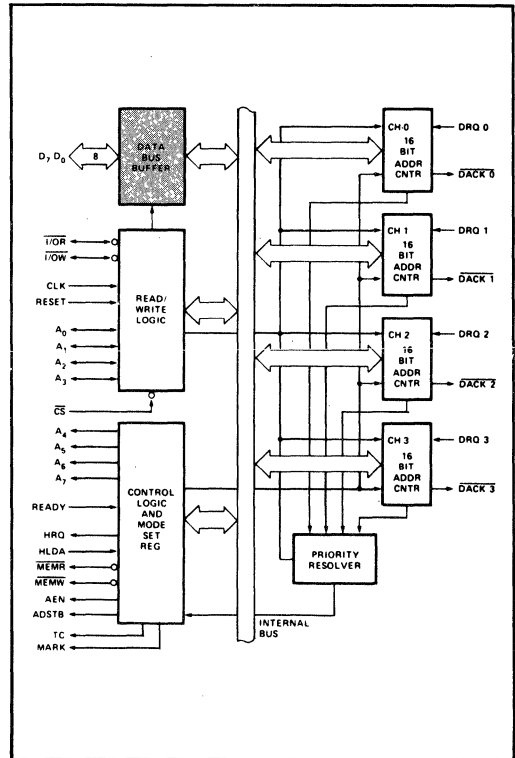 DATA
BUS
BUFFER
D7 D0
8
I/OR
I/OW
CLK
RESET
A0
A1
A2
A3
READ/
WRITE
LOGIC
CS
A4
A5
A6
A7
READY
HRQ
HLDA
MEMR
MEMW
AEN
ADSTB
TC
MARK
CONTROL
LOGIC
AND
MODE
SET
REG
INTERNAL
BUS
CH-0
16
BIT
ADDR
CNTR
DRQ 0
DACK 0
CH 1
16
BIT
ADDR
CNTR
DRQ 1
DACK 1
CH 2
16
BIT
ADDR
CNTR
DRQ 2
DACK 2
CH 3
16
BIT
ADDR
CNTR
DRQ 3
DACK 3
PRIORITY
RESOLVER